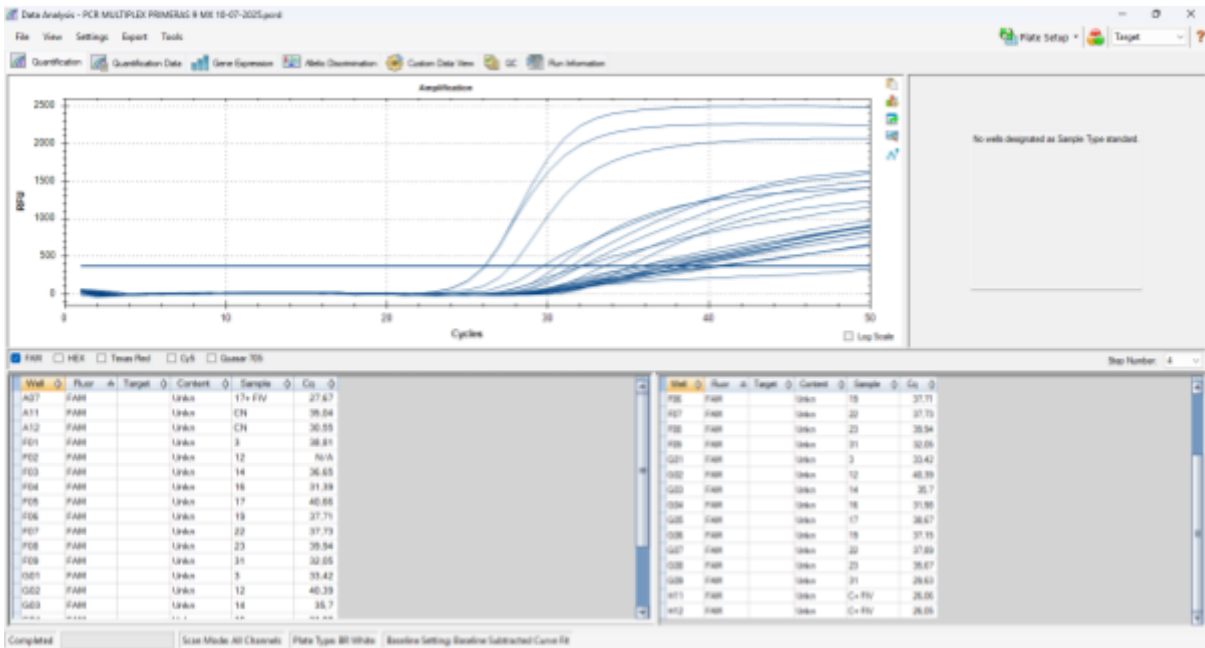 Data Analysis - PCR MULTIPLEX PRIMERAS 9 MX 10-07-2025.pcrd
File View Settings Export Tools
Plate Setup Target
Quantification Quantification Data Gene Expression Allelic Discrimination Custom Data View QC Run Information
Amplification
2500
2000
1500
1000
500
0
RFU
0 10 20 30 40 50
Cycles
Log Scale
No wells designated as Sample Type standard.
FAM HEX Texas Red Cy5 Quasar 705
Step Number: 4
Well Fluor Target Content Sample Cq
A07 FAM Unkn 17+ FIV 27.67
A11 FAM Unkn CN
A12 FAM Unkn CN 30.55
F01 FAM Unkn 3 38.81
F02 FAM Unkn 12 N/A
F03 FAM Unkn 14 36.65
F04 FAM Unkn 16 31.39
F05 FAM Unkn 17
F06 FAM Unkn 19 37.71
F07 FAM Unkn 22 37.73
F08 FAM Unkn 23 39.94
F09 FAM Unkn 31 32.05
G01 FAM Unkn 3 33.42
G02 FAM Unkn 12 40.39
G03 FAM Unkn 14 35.7
Well Fluor Target Content Sample Cq
F06 FAM Unkn 19 37.71
F07 FAM Unkn 22 37.73
F08 FAM Unkn 23 39.94
F09 FAM Unkn 31 32.05
G01 FAM Unkn 3 33.42
G02 FAM Unkn 12 40.39
G03 FAM Unkn 14 35.7
G04 FAM Unkn 16 31.98
G05 FAM Unkn 17 38.67
G06 FAM Unkn 19
G07 FAM Unkn 22
G08 FAM Unkn 23
G09 FAM Unkn 31 29.63
H11 FAM Unkn C+ FIV
H12 FAM Unkn C+ FIV 26.05
Completed Scan Mode: All Channels Plate Type: BR White Baseline Setting: Baseline Subtracted Curve Fit